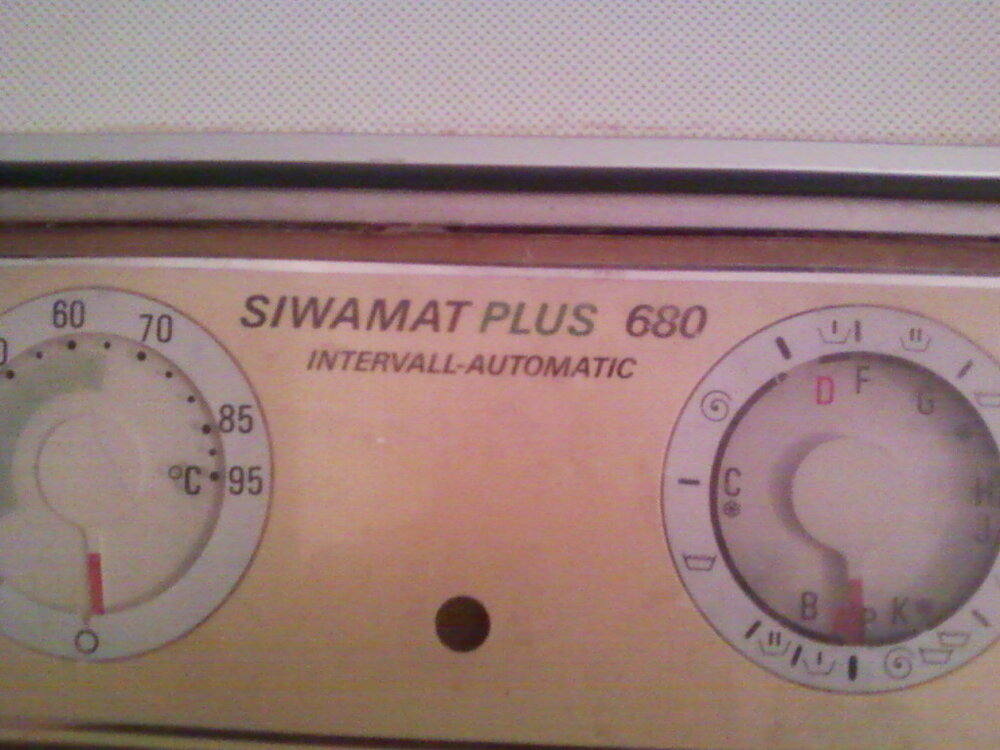 SIWAMAT PLUS 680
INTERVALL-AUTOMATIC
60
70
85
°C 95
O
D F
G
C
H
J
B
P K